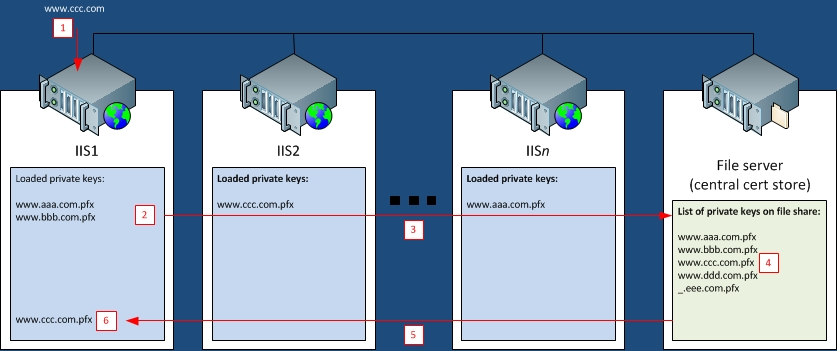 www.ccc.com
1
IIS1
Loaded private keys:
www.aaa.com.pfx
www.bbb.com.pfx
2
www.ccc.com.pfx
6
IIS2
Loaded private keys:
www.ccc.com.pfx
3
5
IISn
Loaded private keys:
www.aaa.com.pfx
File server
(central cert store)
List of private keys on file share:
www.aaa.com.pfx
www.bbb.com.pfx
www.ccc.com.pfx
4
www.ddd.com.pfx
_.eee.com.pfx